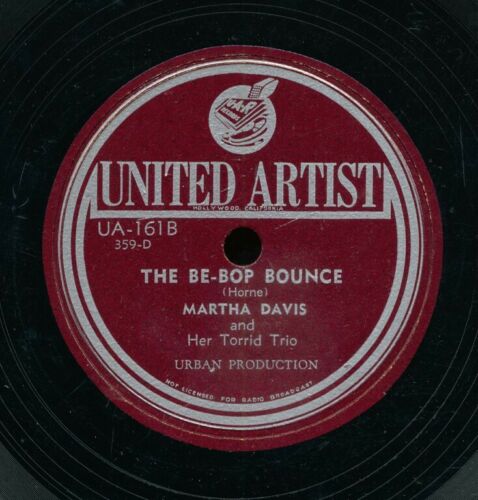 U-A-R
RECORDS
UNITED ARTIST
HOLLYWOOD, CALIFORNIA
UA-161B
359-D
THE BE-BOP BOUNCE
(Horne)
MARTHA DAVIS
and
Her Torrid Trio
URBAN PRODUCTION
NOT LICENSED FOR RADIO BROADCAST